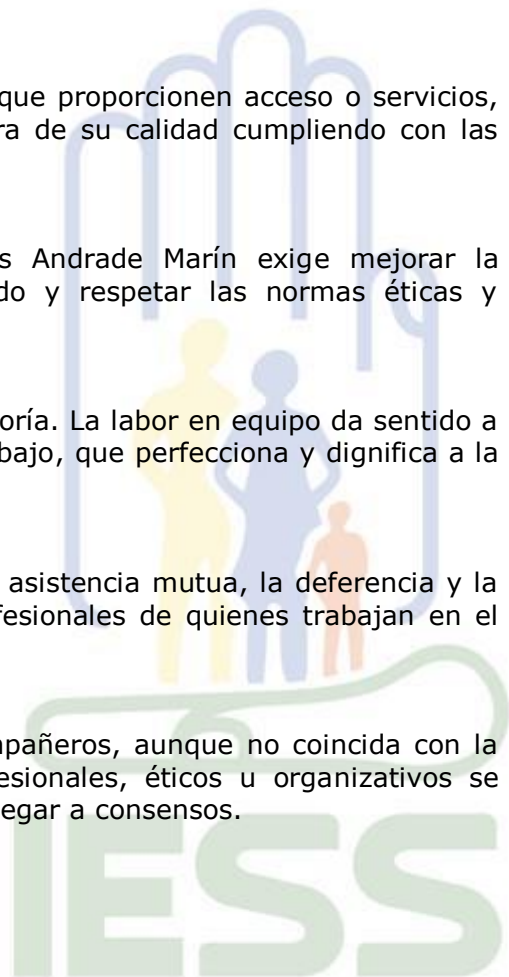 que proporcionen acceso o servicios,
ra de su calidad cumpliendo con las
s Andrade Marín exige mejorar la
do y respetar las normas éticas y
oría. La labor en equipo da sentido a
bajo, que perfecciona y dignifica a la
asistencia mutua, la deferencia y la
fesionales de quienes trabajan en el
pañeros, aunque no coincida con la
esionales, éticos u organizativos se
egar a consensos.
IESS